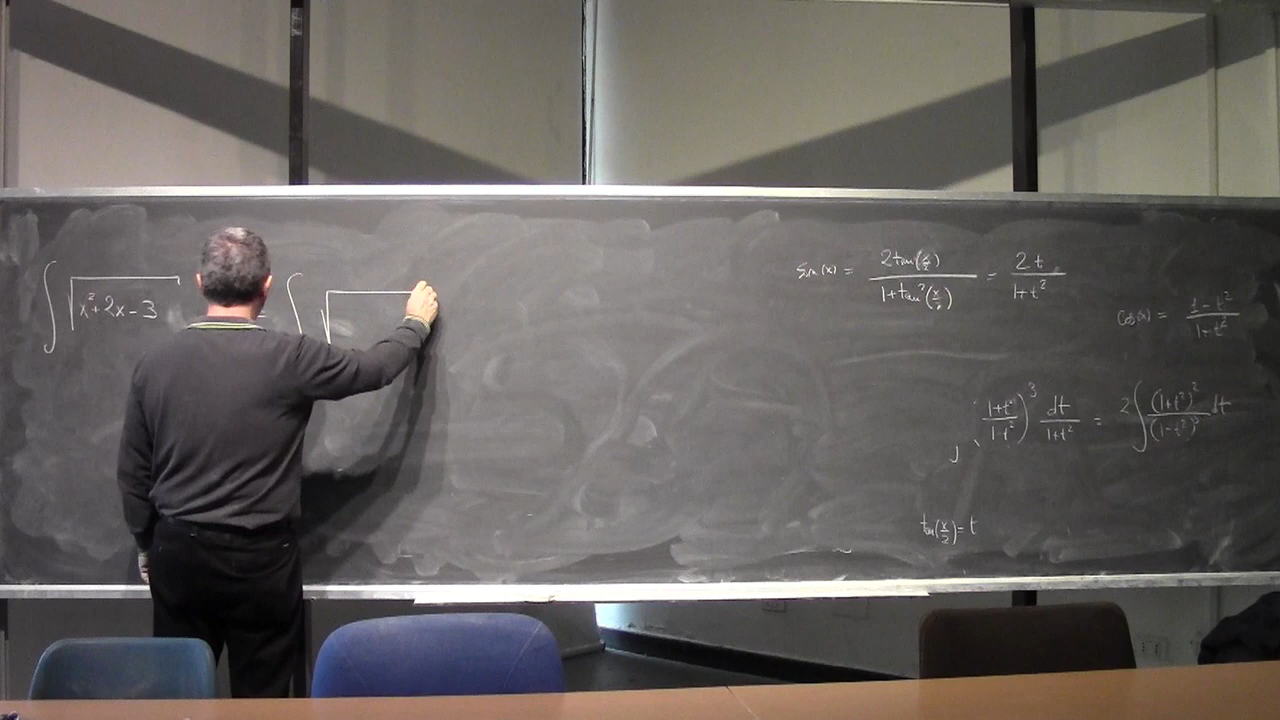 ∫ √(x² + 2x - 3) = ∫ √
Sin(x) = 2tan(x/2) / (1 + tan²(x/2)) = 2t / (1 + t²)
Cos(x) = (1 - t²) / (1 + t²)
((1+t²)/(1-t²))³ dt/(1+t²) = 2∫ (1+t²)²/(1-t²)³ dt
tan(x/2) = t